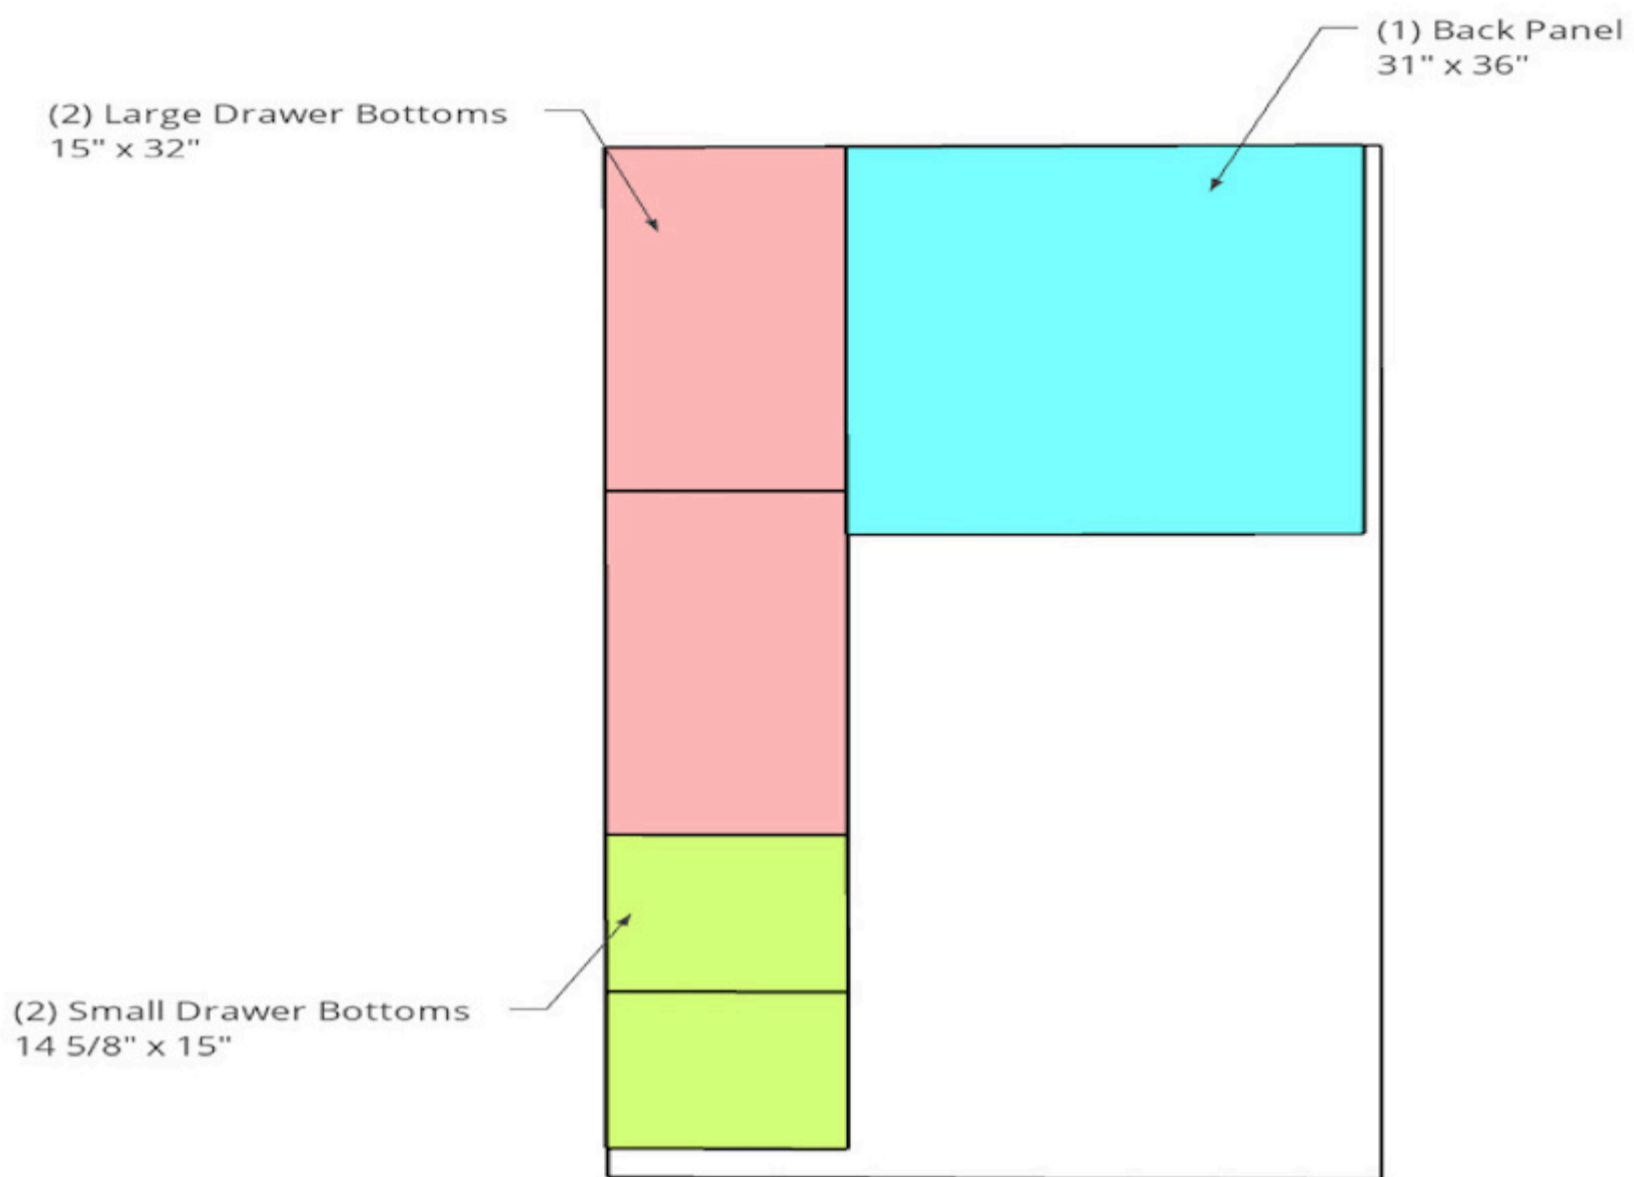 (1) Back Panel
31" x 36"
(2) Large Drawer Bottoms
15" x 32"
(2) Small Drawer Bottoms
14 5/8" x 15"